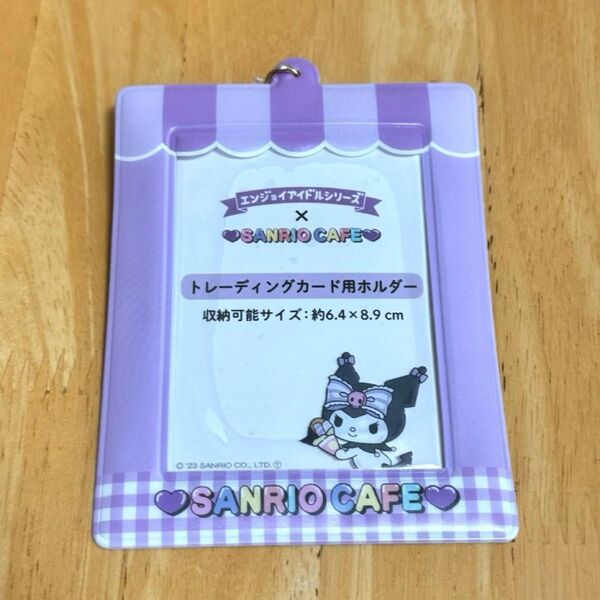 エンジョイアイドルシリーズ
×
SANRIO CAFE
トレーディングカード用ホルダー
収納可能サイズ：約6.4×8.9 cm
© '23 SANRIO CO., LTD. Ⓣ
SANRIO CAFE